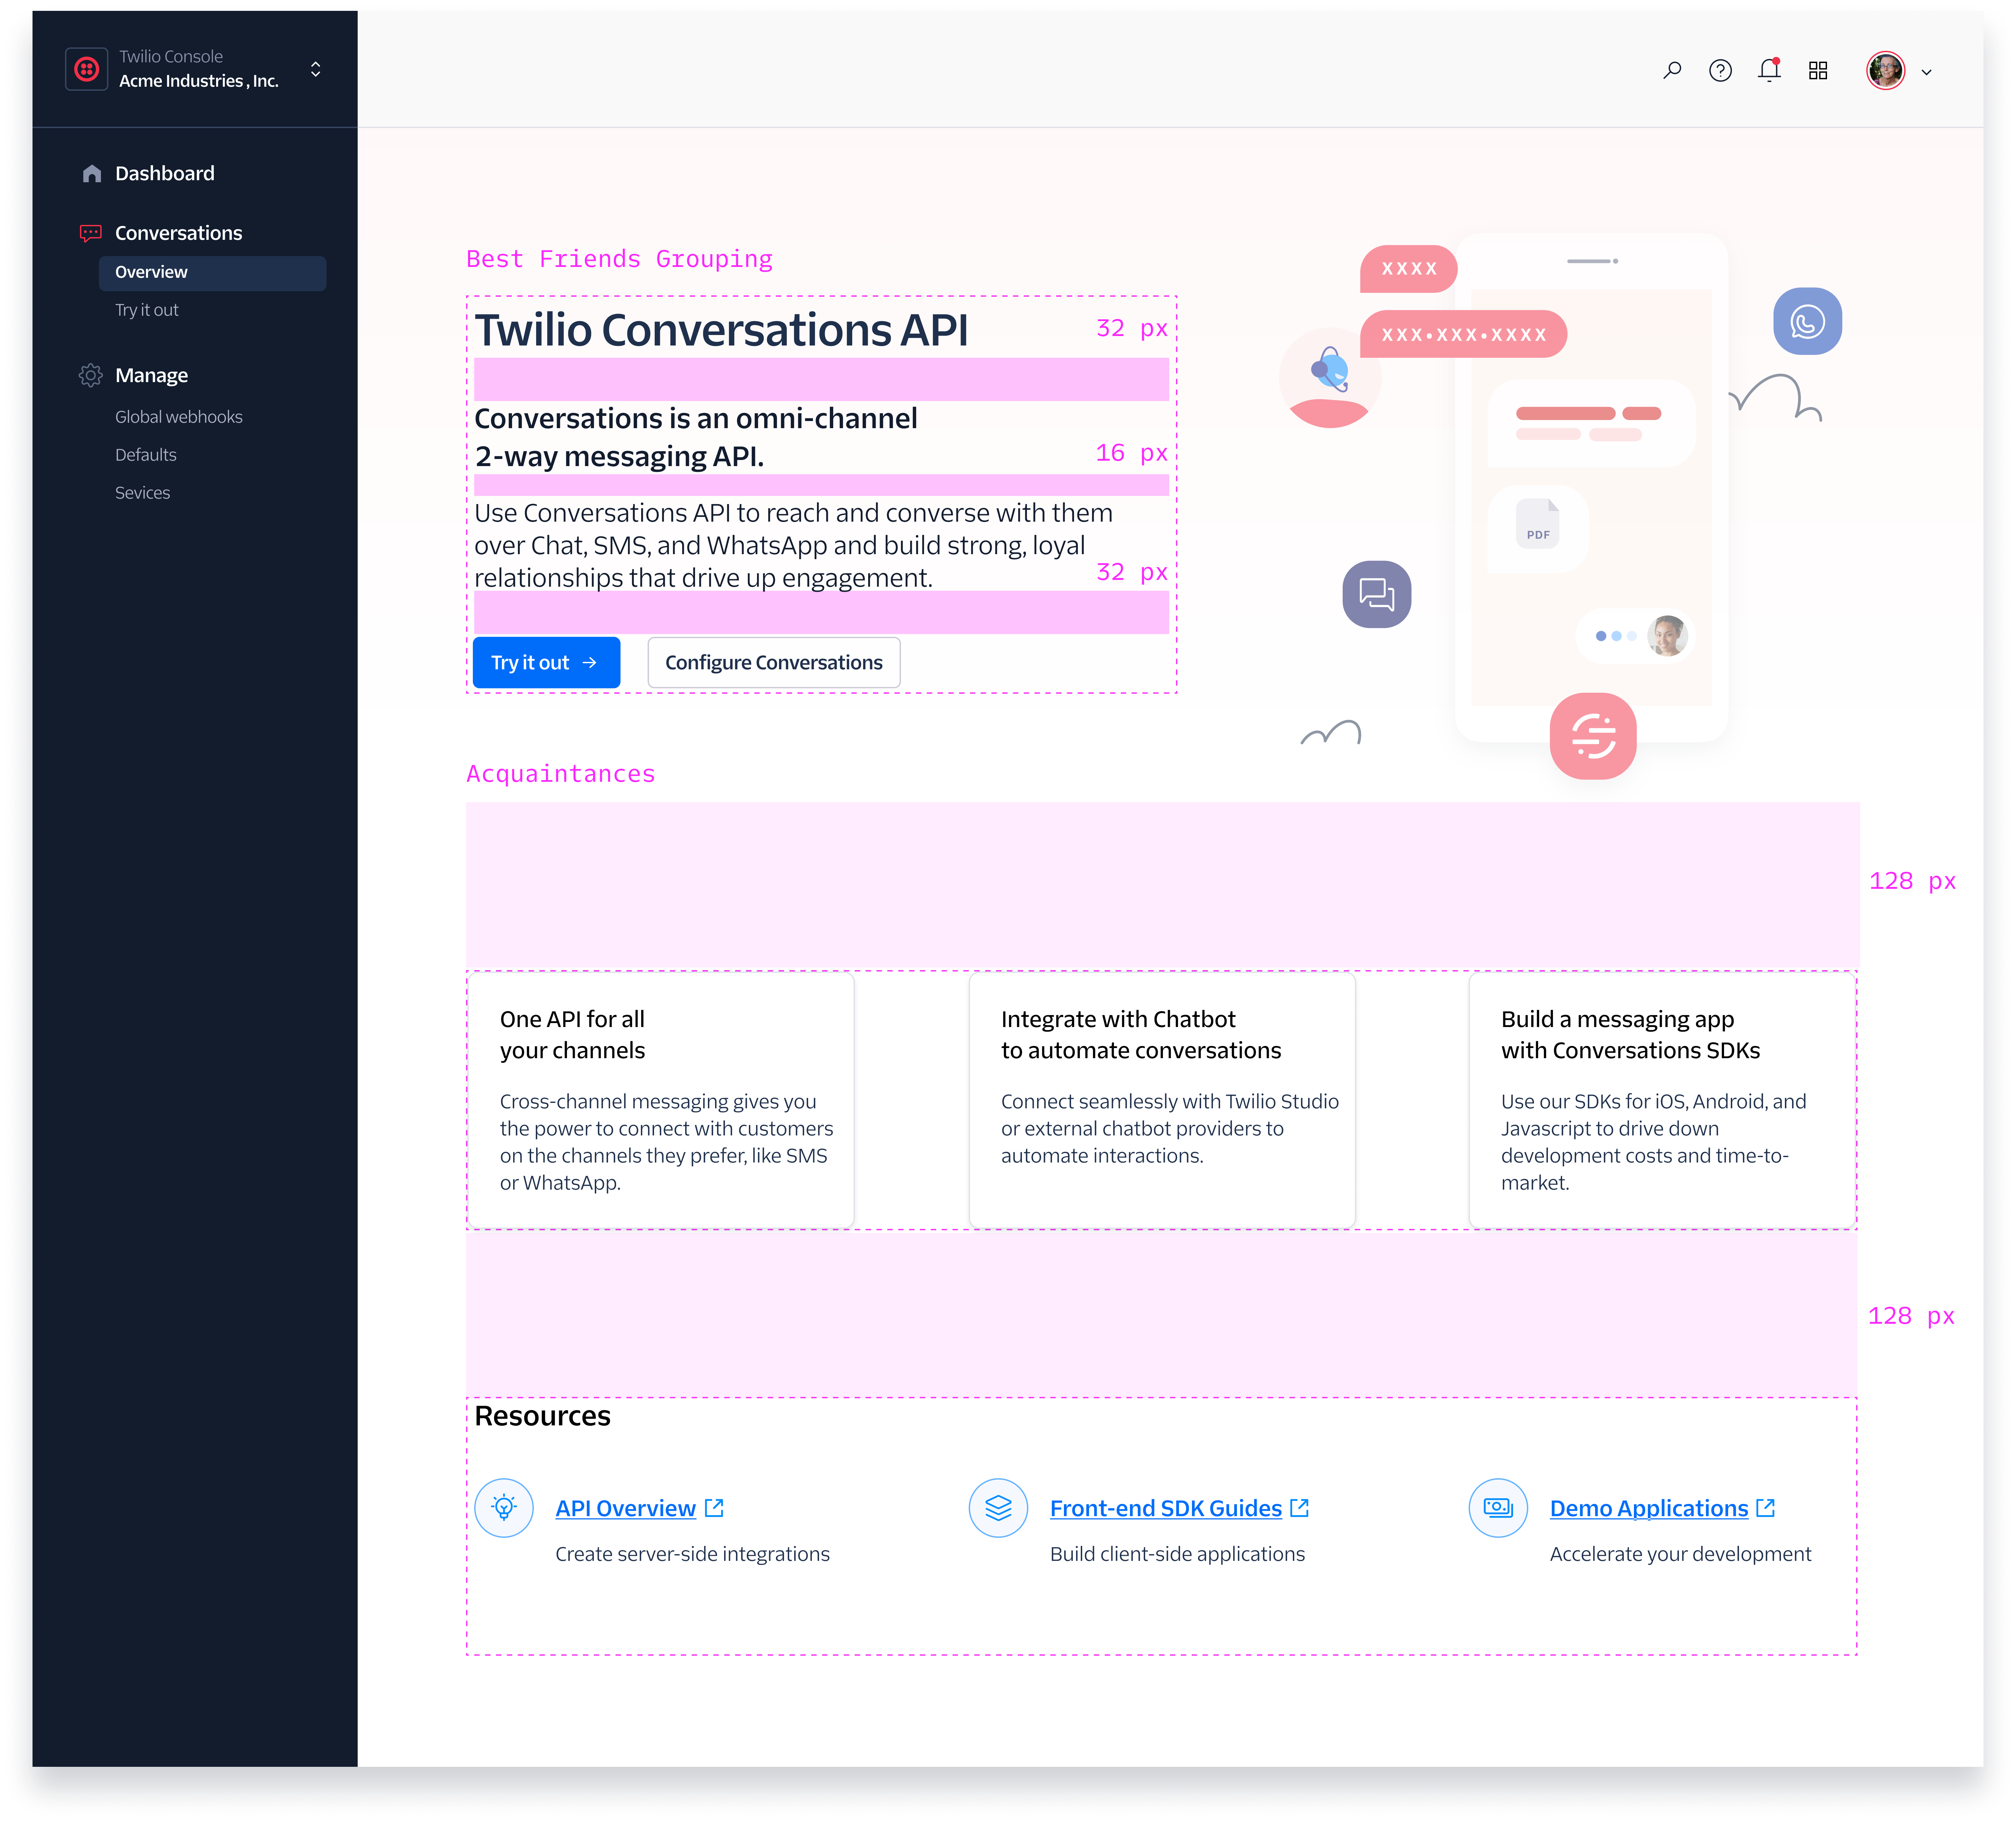 Twilio Console
Acme Industries , Inc.
Dashboard
Conversations
Overview
Try it out
Manage
Global webhooks
Defaults
Sevices
Best Friends Grouping
Twilio Conversations API
32 px
Conversations is an omni-channel
2-way messaging API.
16 px
Use Conversations API to reach and converse with them
over Chat, SMS, and WhatsApp and build strong, loyal
relationships that drive up engagement.
32 px
Try it out →
Configure Conversations
XXXX
XXX•XXX•XXXX
PDF
Acquaintances
128 px
One API for all
your channels
Cross-channel messaging gives you
the power to connect with customers
on the channels they prefer, like SMS
or WhatsApp.
Integrate with Chatbot
to automate conversations
Connect seamlessly with Twilio Studio
or external chatbot providers to
automate interactions.
Build a messaging app
with Conversations SDKs
Use our SDKs for iOS, Android, and
Javascript to drive down
development costs and time-to-
market.
128 px
Resources
API Overview
Create server-side integrations
Front-end SDK Guides
Build client-side applications
Demo Applications
Accelerate your development